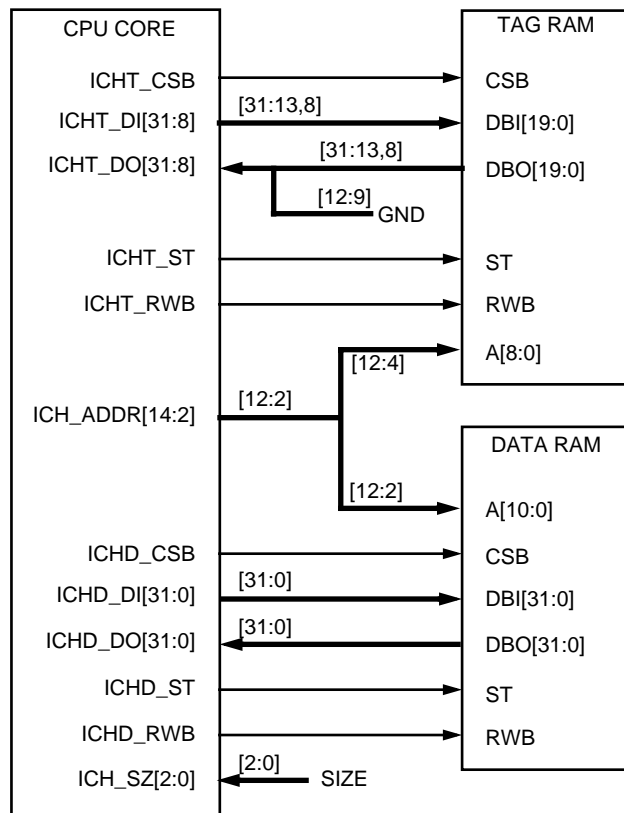 CPU CORE
TAG RAM
ICHT_CSB
CSB
ICHT_DI[31:8]
[31:13,8]
DBI[19:0]
ICHT_DO[31:8]
[31:13,8]
DBO[19:0]
[12:9]
GND
ICHT_ST
ST
ICHT_RWB
RWB
[12:4]
A[8:0]
ICH_ADDR[14:2]
[12:2]
DATA RAM
[12:2]
A[10:0]
ICHD_CSB
CSB
ICHD_DI[31:0]
[31:0]
DBI[31:0]
ICHD_DO[31:0]
[31:0]
DBO[31:0]
ICHD_ST
ST
ICHD_RWB
RWB
ICH_SZ[2:0]
[2:0]
SIZE